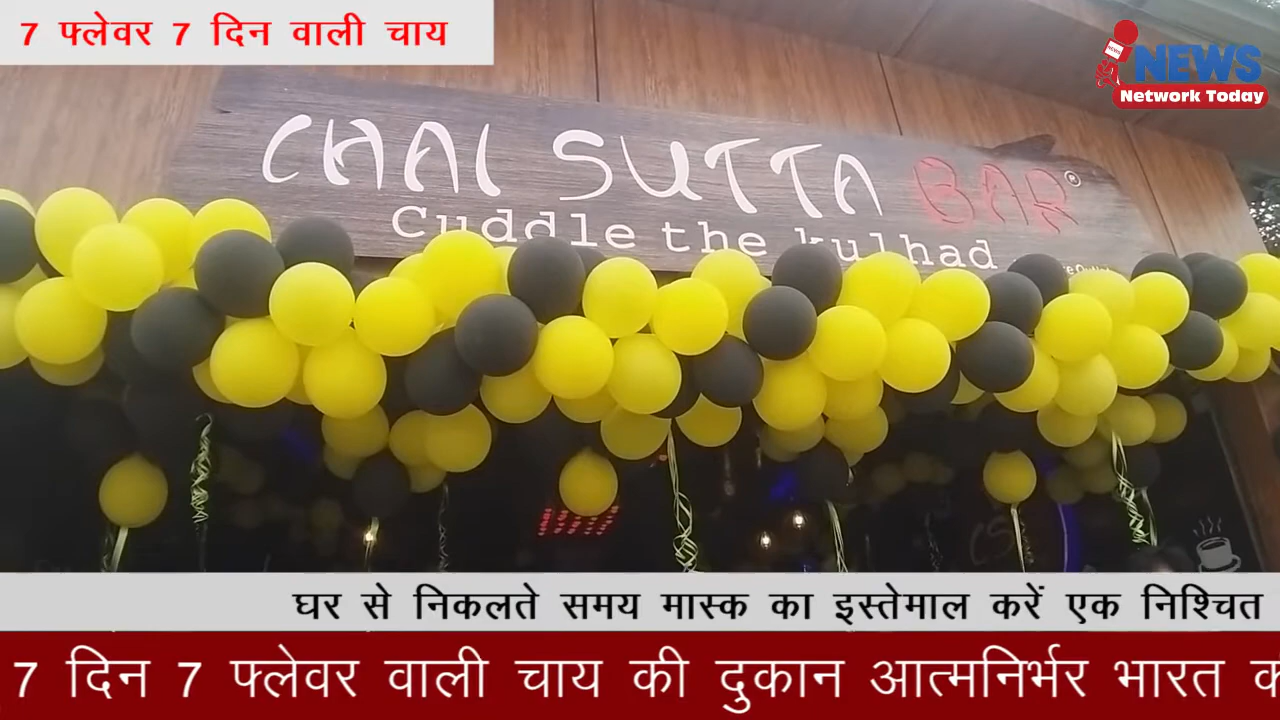 7 फ्लेवर 7 दिन वाली चाय
NEWS
Network Today
CHAI SUTTA BAR®
Cuddle the kulhad
घर से निकलते समय मास्क का इस्तेमाल करें एक निश्चित
7 दिन 7 फ्लेवर वाली चाय की दुकान आत्मनिर्भर भारत